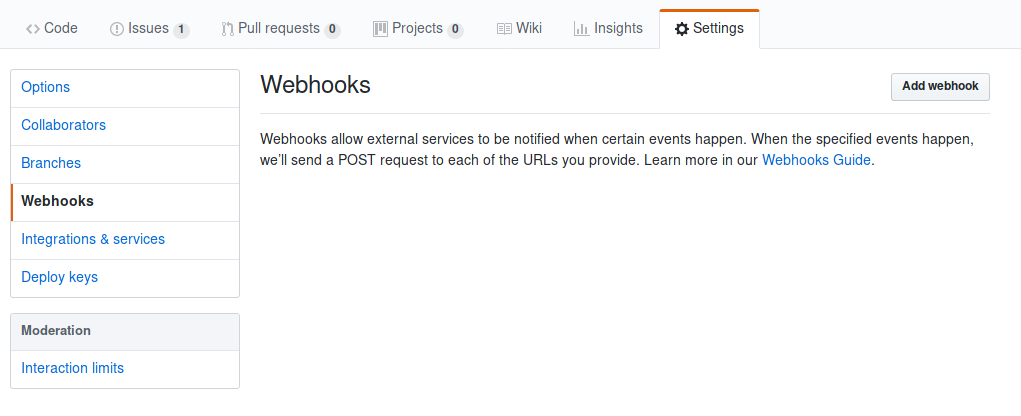 Code Issues 1 Pull requests 0 Projects 0 Wiki Insights Settings
Options
Collaborators
Branches
Webhooks
Integrations & services
Deploy keys
Moderation
Interaction limits
Webhooks Add webhook
Webhooks allow external services to be notified when certain events happen. When the specified events happen,
we'll send a POST request to each of the URLs you provide. Learn more in our Webhooks Guide.